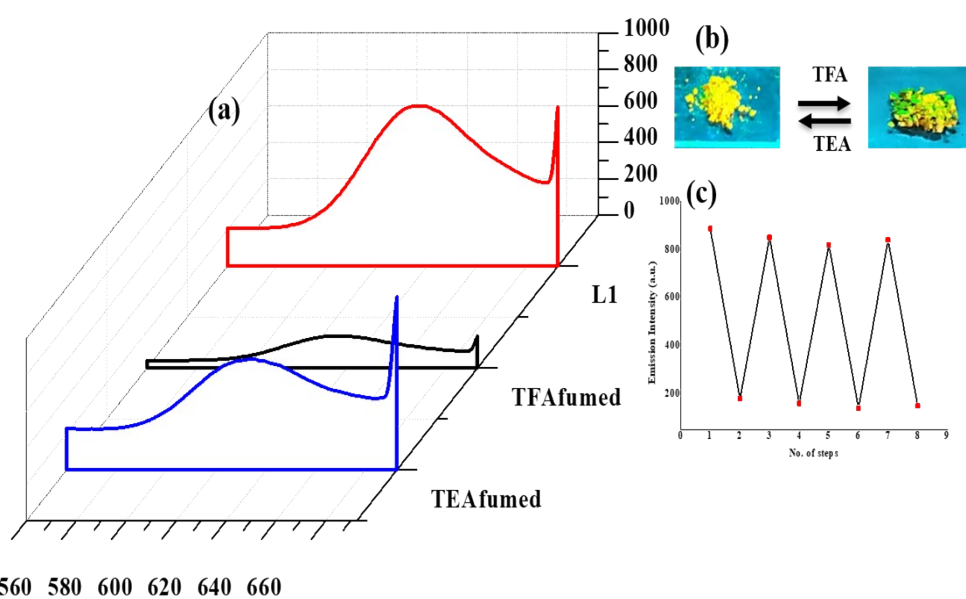 (a)
1000
800
600
400
200
0
L1
TFAfumed
TEAfumed
560 580 600 620 640 660
(b)
TFA
TEA
(c)
1000
800
600
400
200
Emission Intensity (a.u.)
0 1 2 3 4 5 6 7 8 9
No. of steps